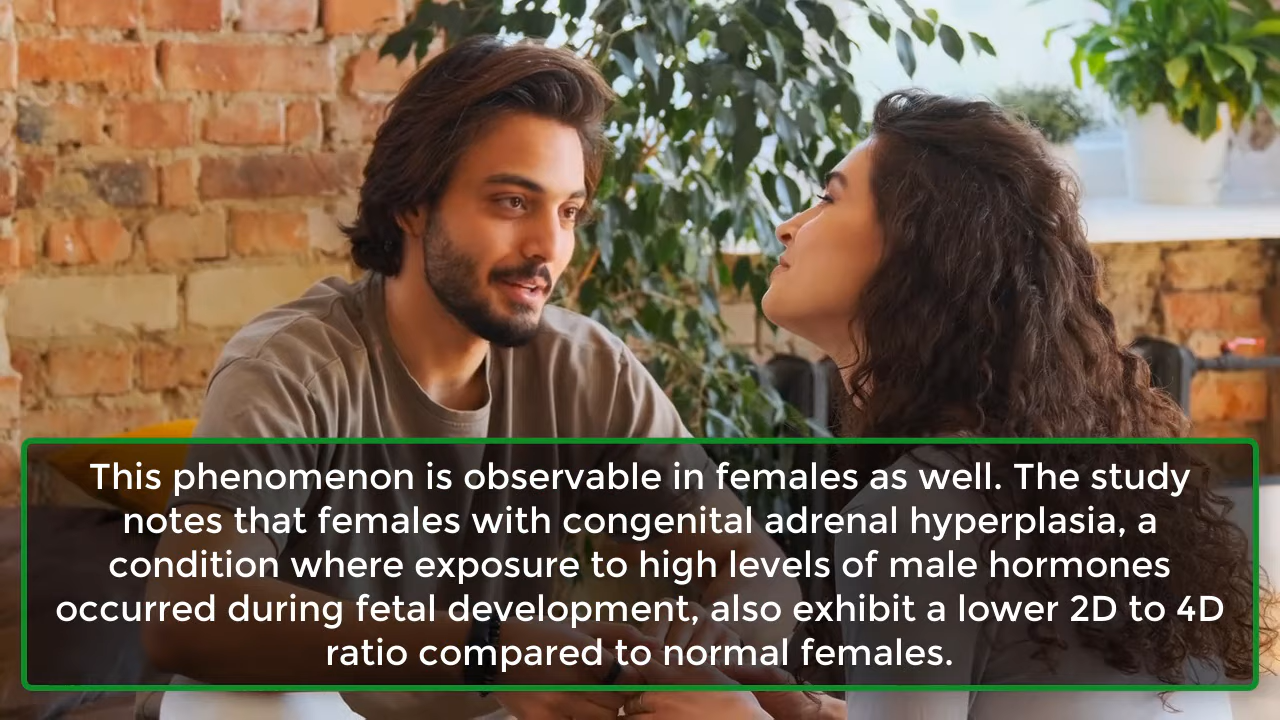 This phenomenon is observable in females as well. The study
notes that females with congenital adrenal hyperplasia, a
condition where exposure to high levels of male hormones
occurred during fetal development, also exhibit a lower 2D to 4D
ratio compared to normal females.